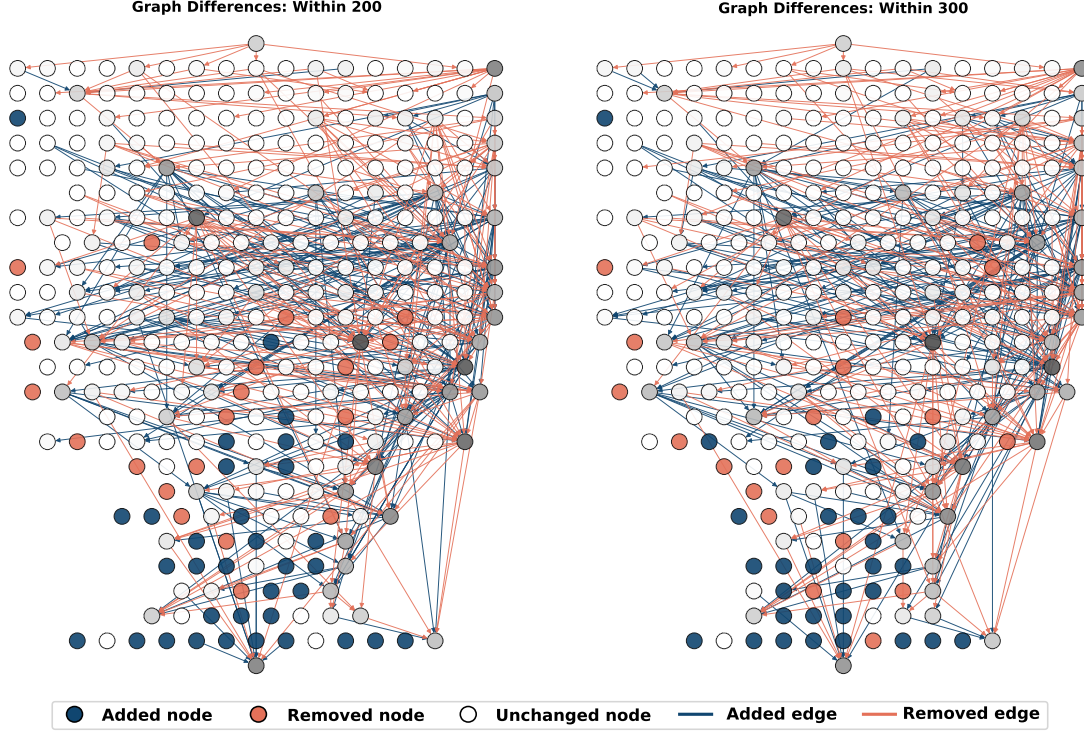 Graph Differences: Within 200
Graph Differences: Within 300
Added node
Removed node
Unchanged node
Added edge
Removed edge